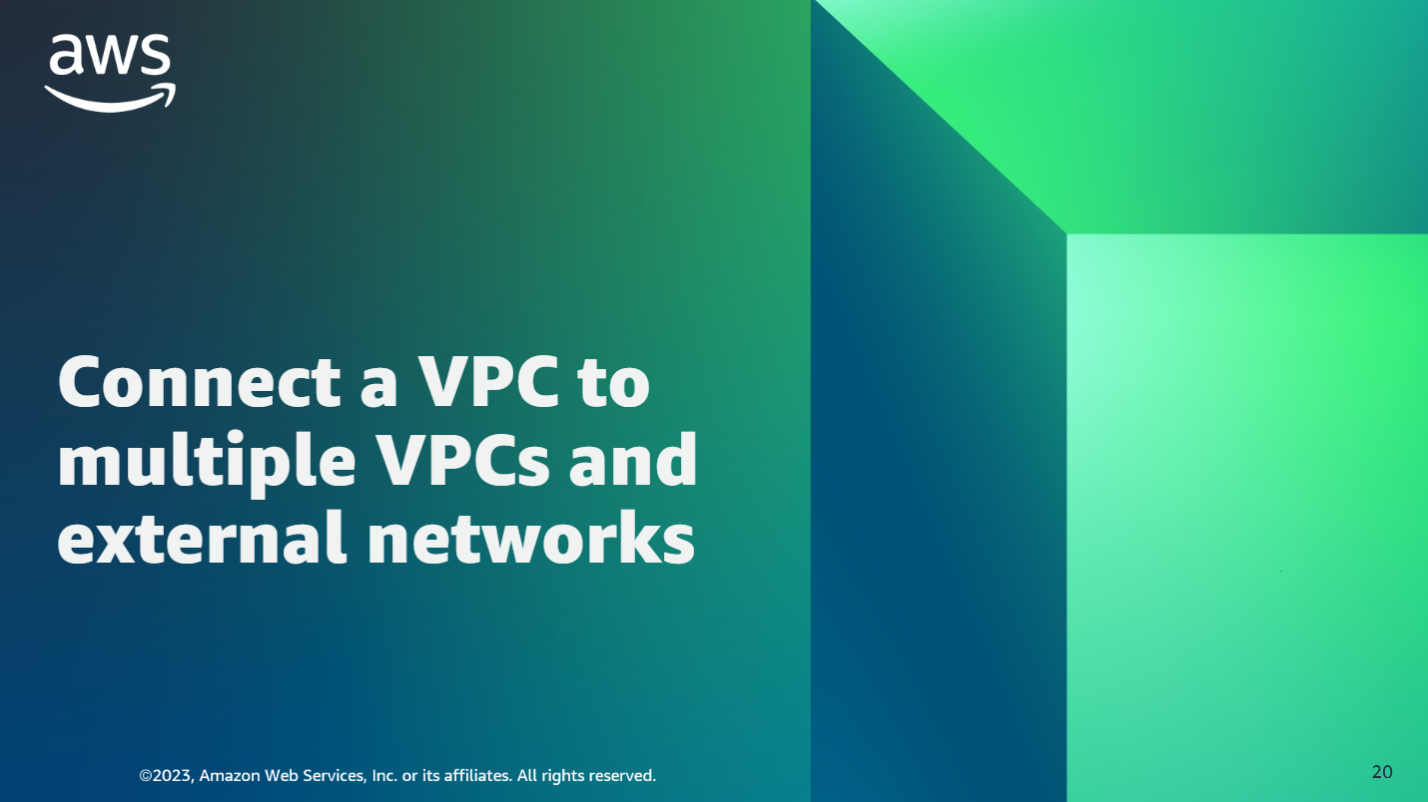 aws
Connect a VPC to
multiple VPCs and
external networks
©2023, Amazon Web Services, Inc. or its affiliates. All rights reserved.
20